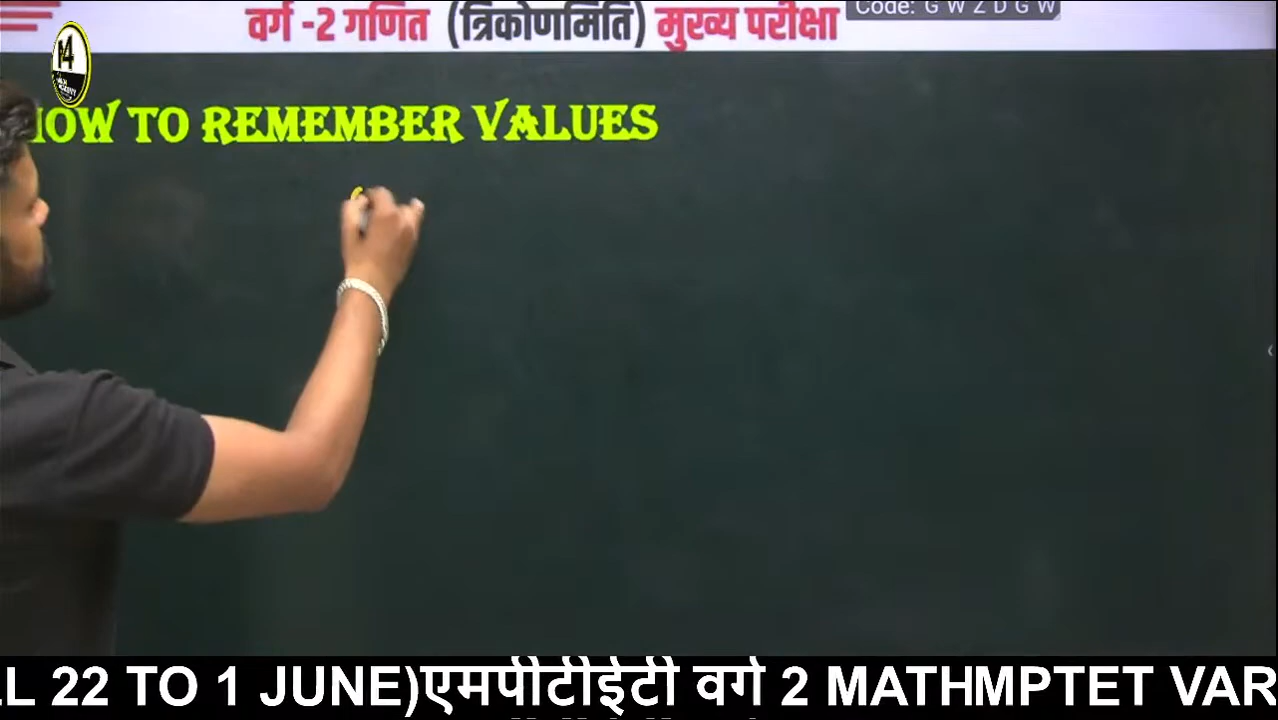 वर्ग -2 गणित (त्रिकोणमिति) मुख्य परीक्षा
Code: G W Z D G W
HOW TO REMEMBER VALUES
LL 22 TO 1 JUNE)एमपीटीईटी वर्ग 2 MATHMPTET VAR